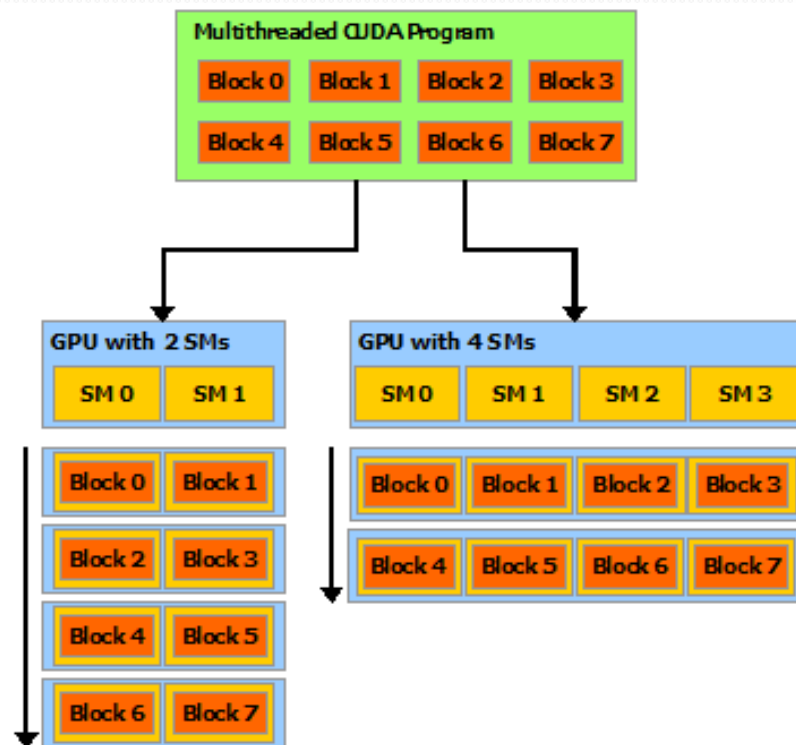 Multithreaded CUDA Program
Block 0 Block 1 Block 2 Block 3
Block 4 Block 5 Block 6 Block 7
GPU with 2 SMs
SM 0 SM 1
Block 0 Block 1
Block 2 Block 3
Block 4 Block 5
Block 6 Block 7
GPU with 4 SMs
SM 0 SM 1 SM 2 SM 3
Block 0 Block 1 Block 2 Block 3
Block 4 Block 5 Block 6 Block 7